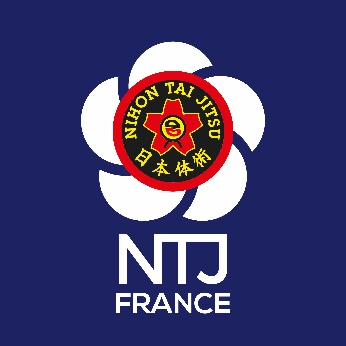 NIHON TAI JITSU
日本体術
NTJ
FRANCE